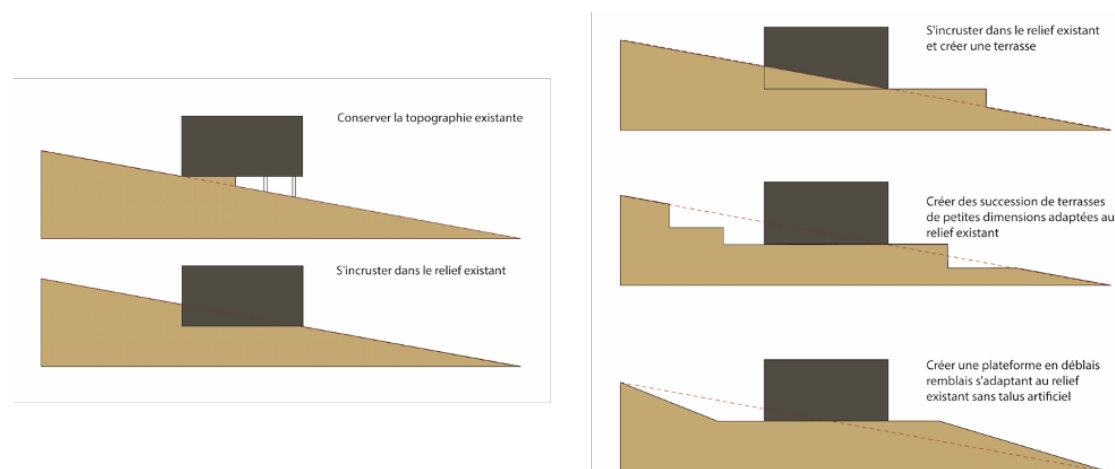 Conserver la topographie existante
S'incruster dans le relief existant
S'incruster dans le relief existant
et créer une terrasse
Créer des succession de terrasses
de petites dimensions adaptées au
relief existant
Créer une plateforme en déblais
remblais s'adaptant au relief
existant sans talus artificiel